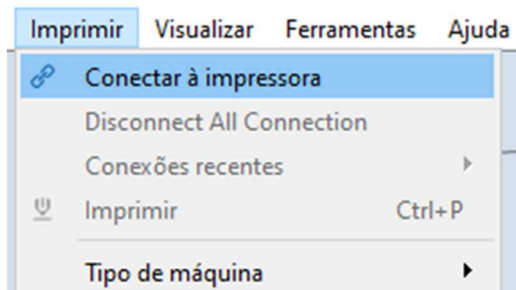 Imprimir Visualizar Ferramentas Ajuda
Conectar à impressora
Disconnect All Connection
Conexões recentes
Imprimir Ctrl+P
Tipo de máquina